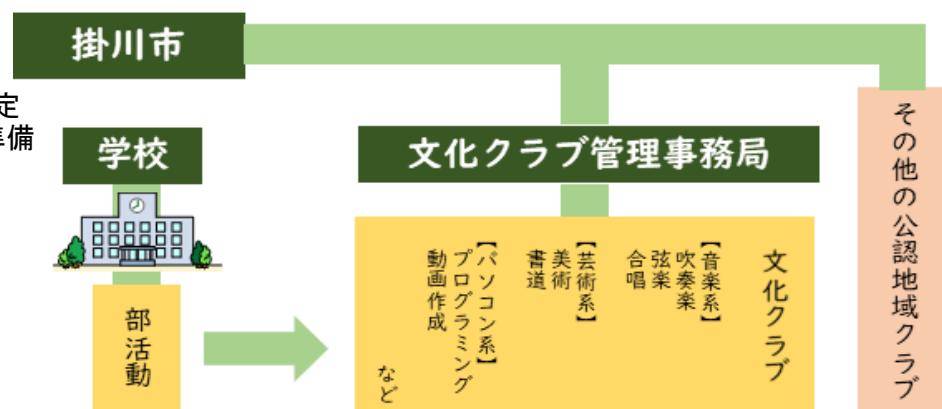 掛川市
定
準備
学校
文化クラブ管理事務局
その他の公認地域クラブ
部活動
文化クラブ
【音楽系】
吹奏楽
弦楽
合唱
【芸術系】
美術
書道
【パソコン系】
プログラミング
動画作成
など